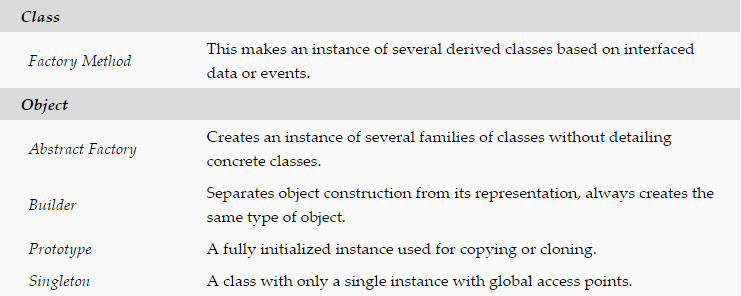 Class
Factory Method
This makes an instance of several derived classes based on interfaced
data or events.
Object
Abstract Factory
Creates an instance of several families of classes without detailing
concrete classes.
Builder
Separates object construction from its representation, always creates the
same type of object.
Prototype
A fully initialized instance used for copying or cloning.
Singleton
A class with only a single instance with global access points.